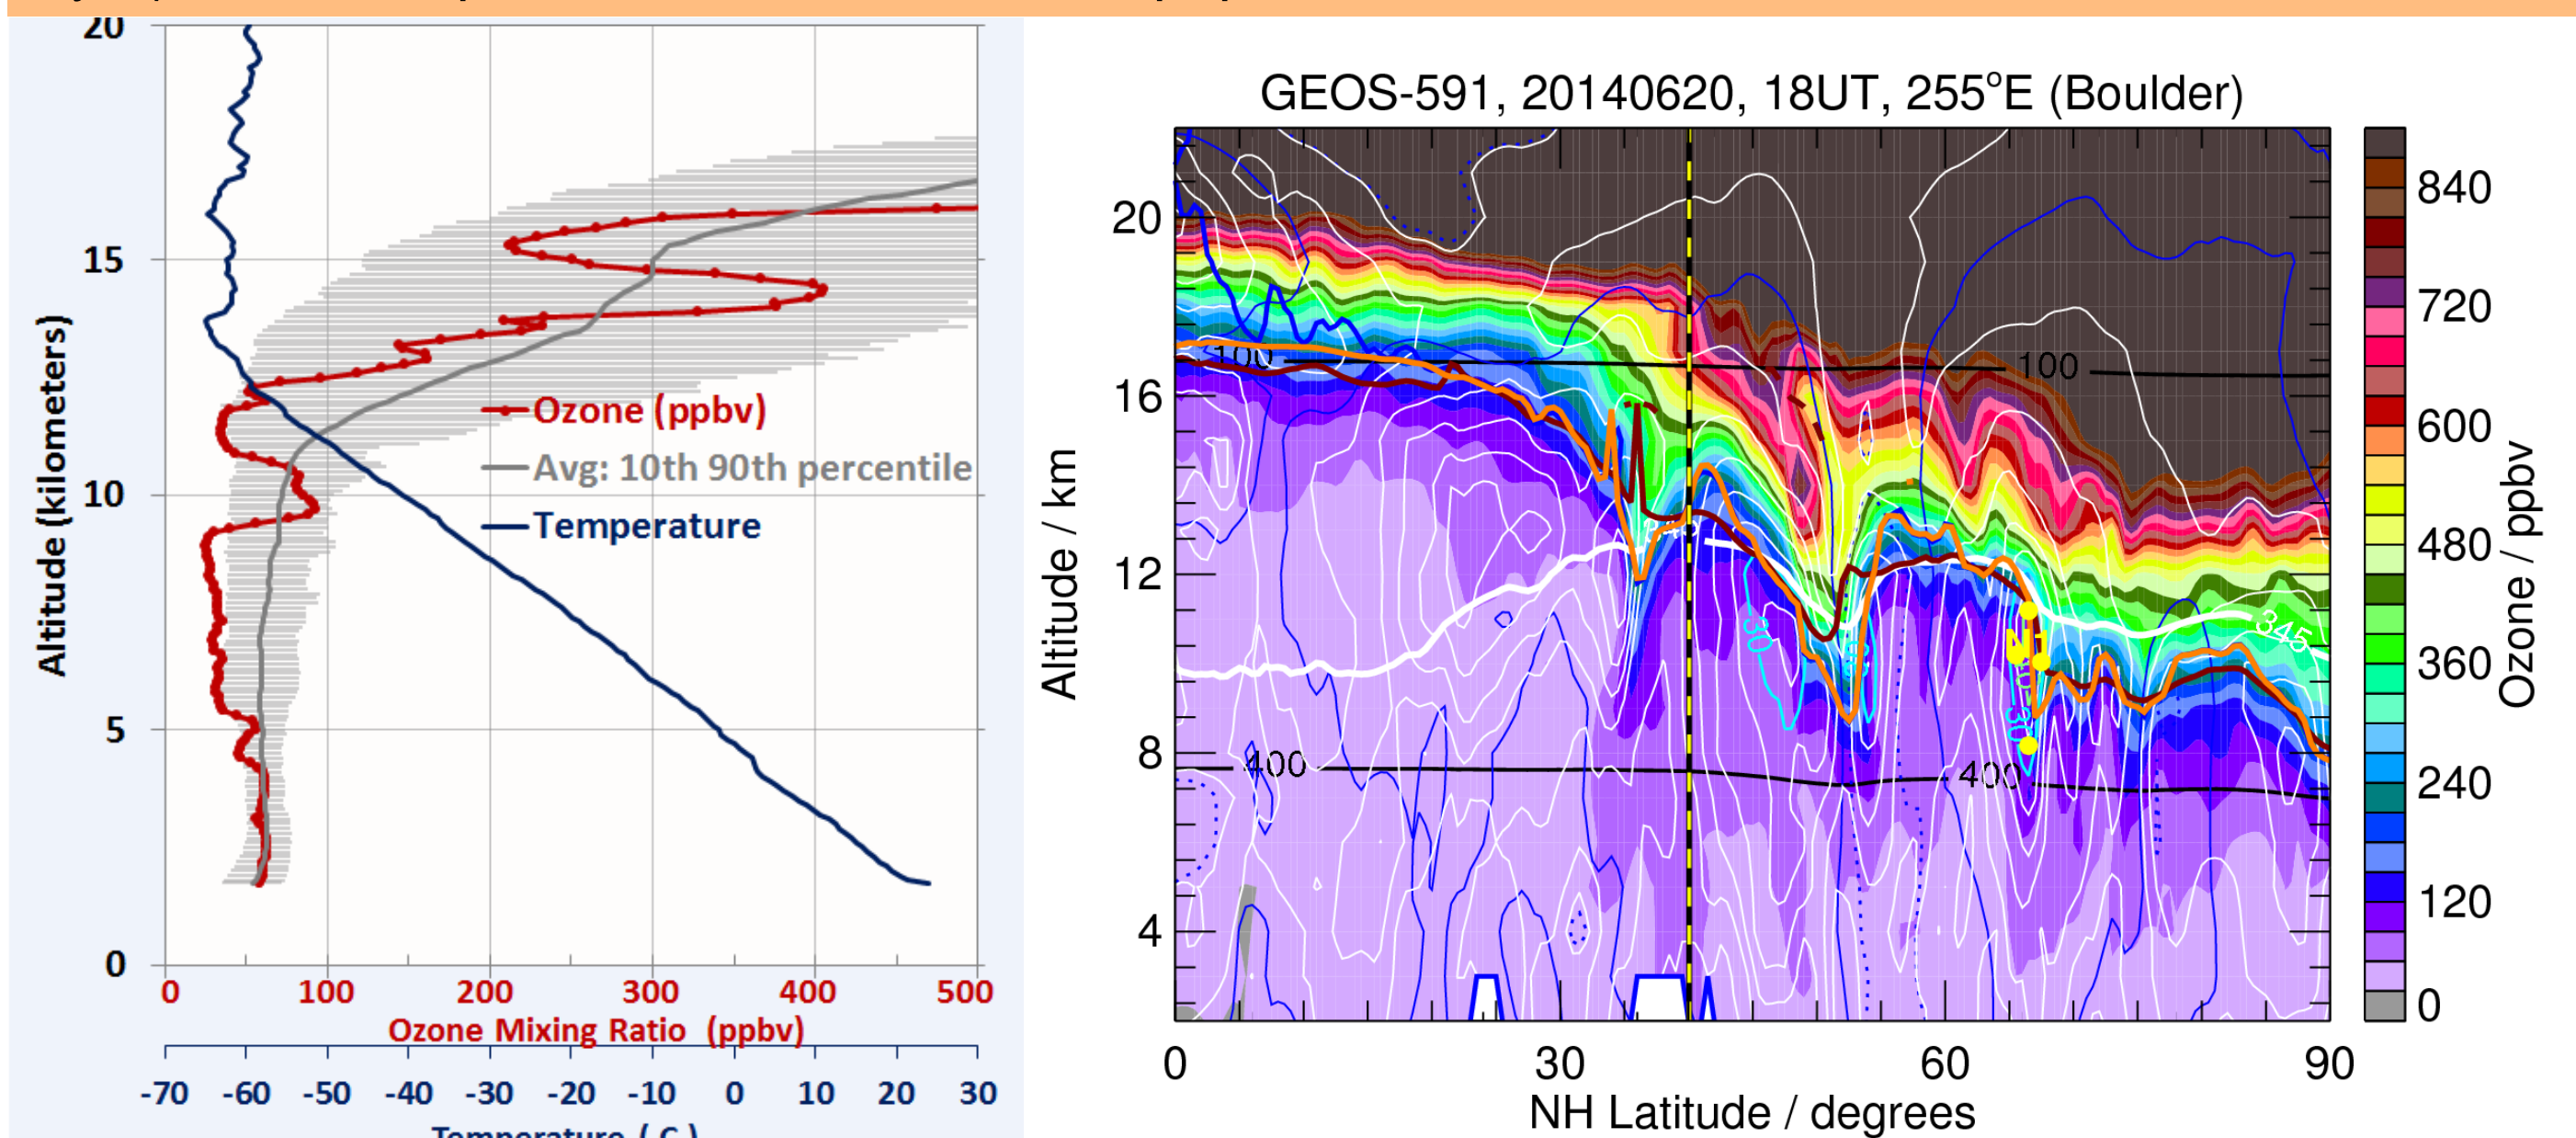 20
15
10
5
0
Altitude (kilometers)
Ozone (ppbv)
Avg: 10th 90th percentile
Temperature
0 100 200 300 400 500
Ozone Mixing Ratio (ppbv)
-70 -60 -50 -40 -30 -20 -10 0 10 20 30
Temperature ( C )
GEOS-591, 20140620, 18UT, 255°E (Boulder)
20
16
12
8
4
Altitude / km
100
100
400
400
345
30
30
0 30 60 90
NH Latitude / degrees
840
720
600
480
360
240
120
0
Ozone / ppbv